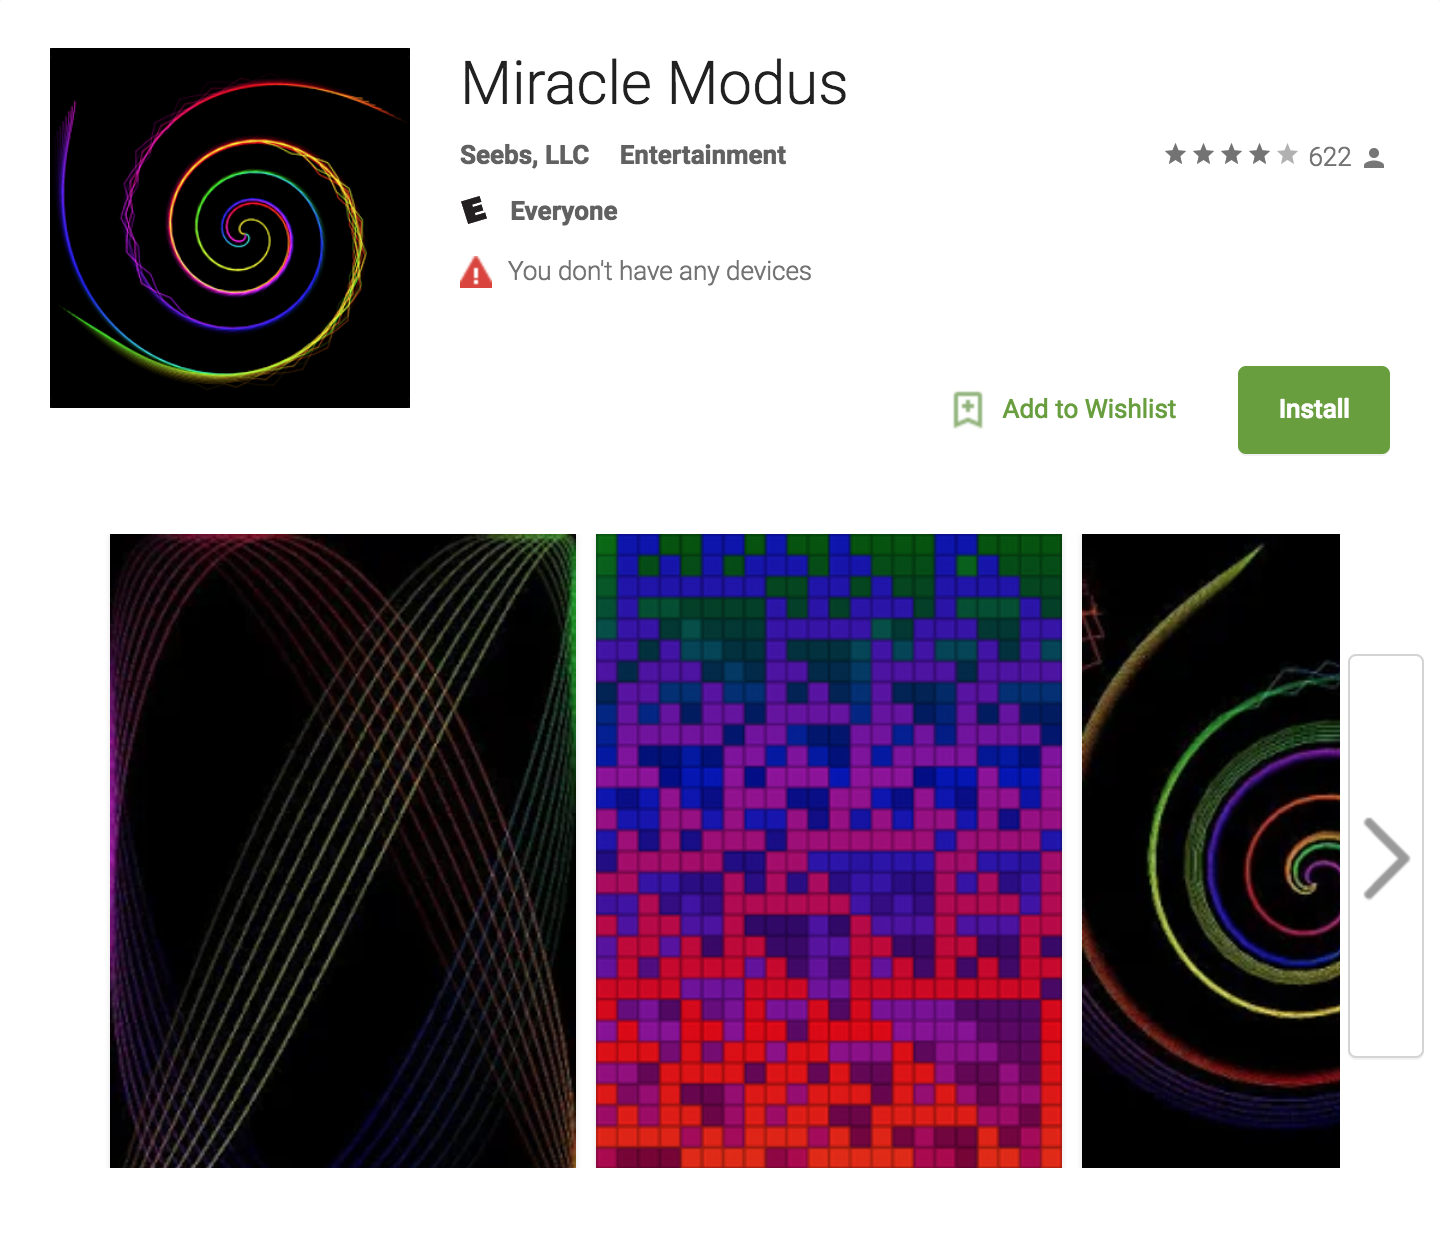 Miracle Modus
Seebs, LLC Entertainment
622
E Everyone
You don't have any devices
Add to Wishlist
Install